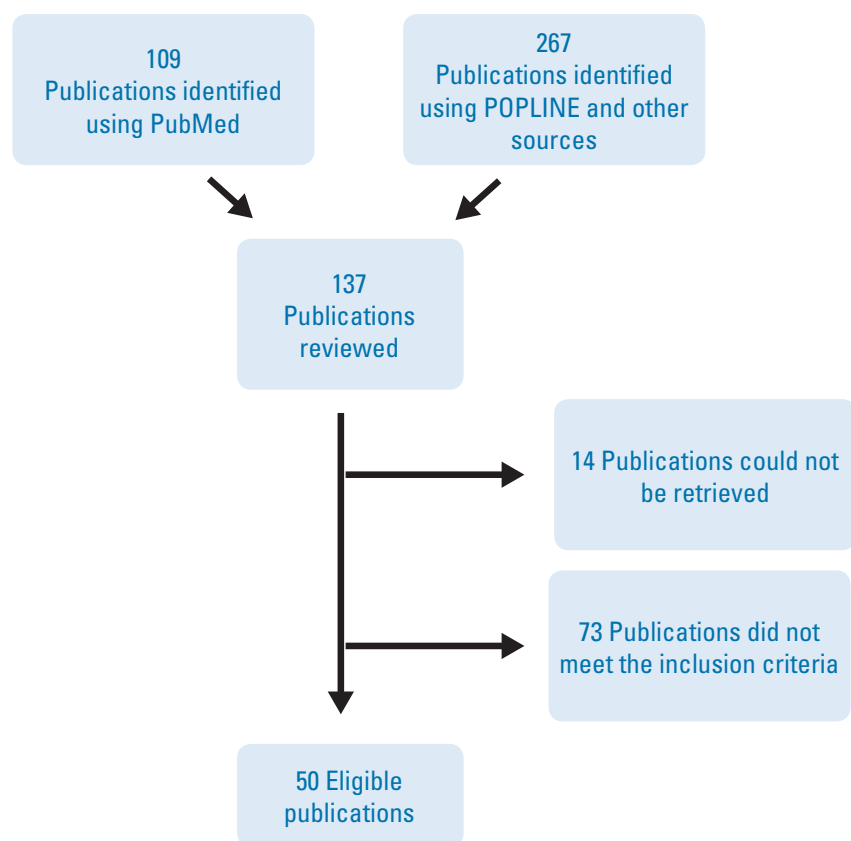 109
Publications identified
using PubMed
267
Publications identified
using POPLINE and other
sources
137
Publications
reviewed
14 Publications could not
be retrieved
73 Publications did not
meet the inclusion criteria
50 Eligible
publications